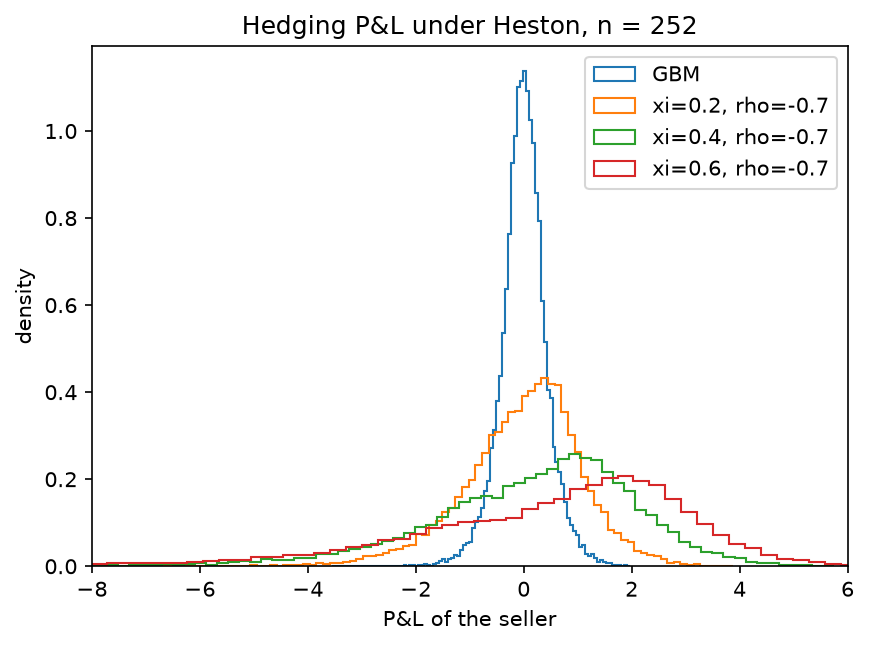 Hedging P&L under Heston, n = 252
GBM
xi=0.2, rho=-0.7
xi=0.4, rho=-0.7
xi=0.6, rho=-0.7
density
1.0
0.8
0.6
0.4
0.2
0.0
−8 −6 −4 −2 0 2 4 6
P&L of the seller